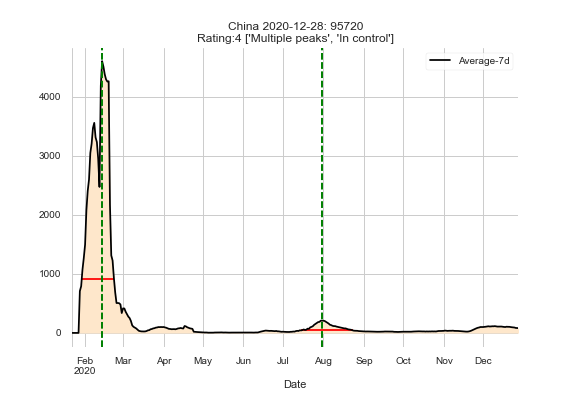 China 2020-12-28: 95720
Rating:4 ['Multiple peaks', 'In control']
Average-7d
4000
3000
2000
1000
0
Feb Mar Apr May Jun Jul Aug Sep Oct Nov Dec
2020
Date